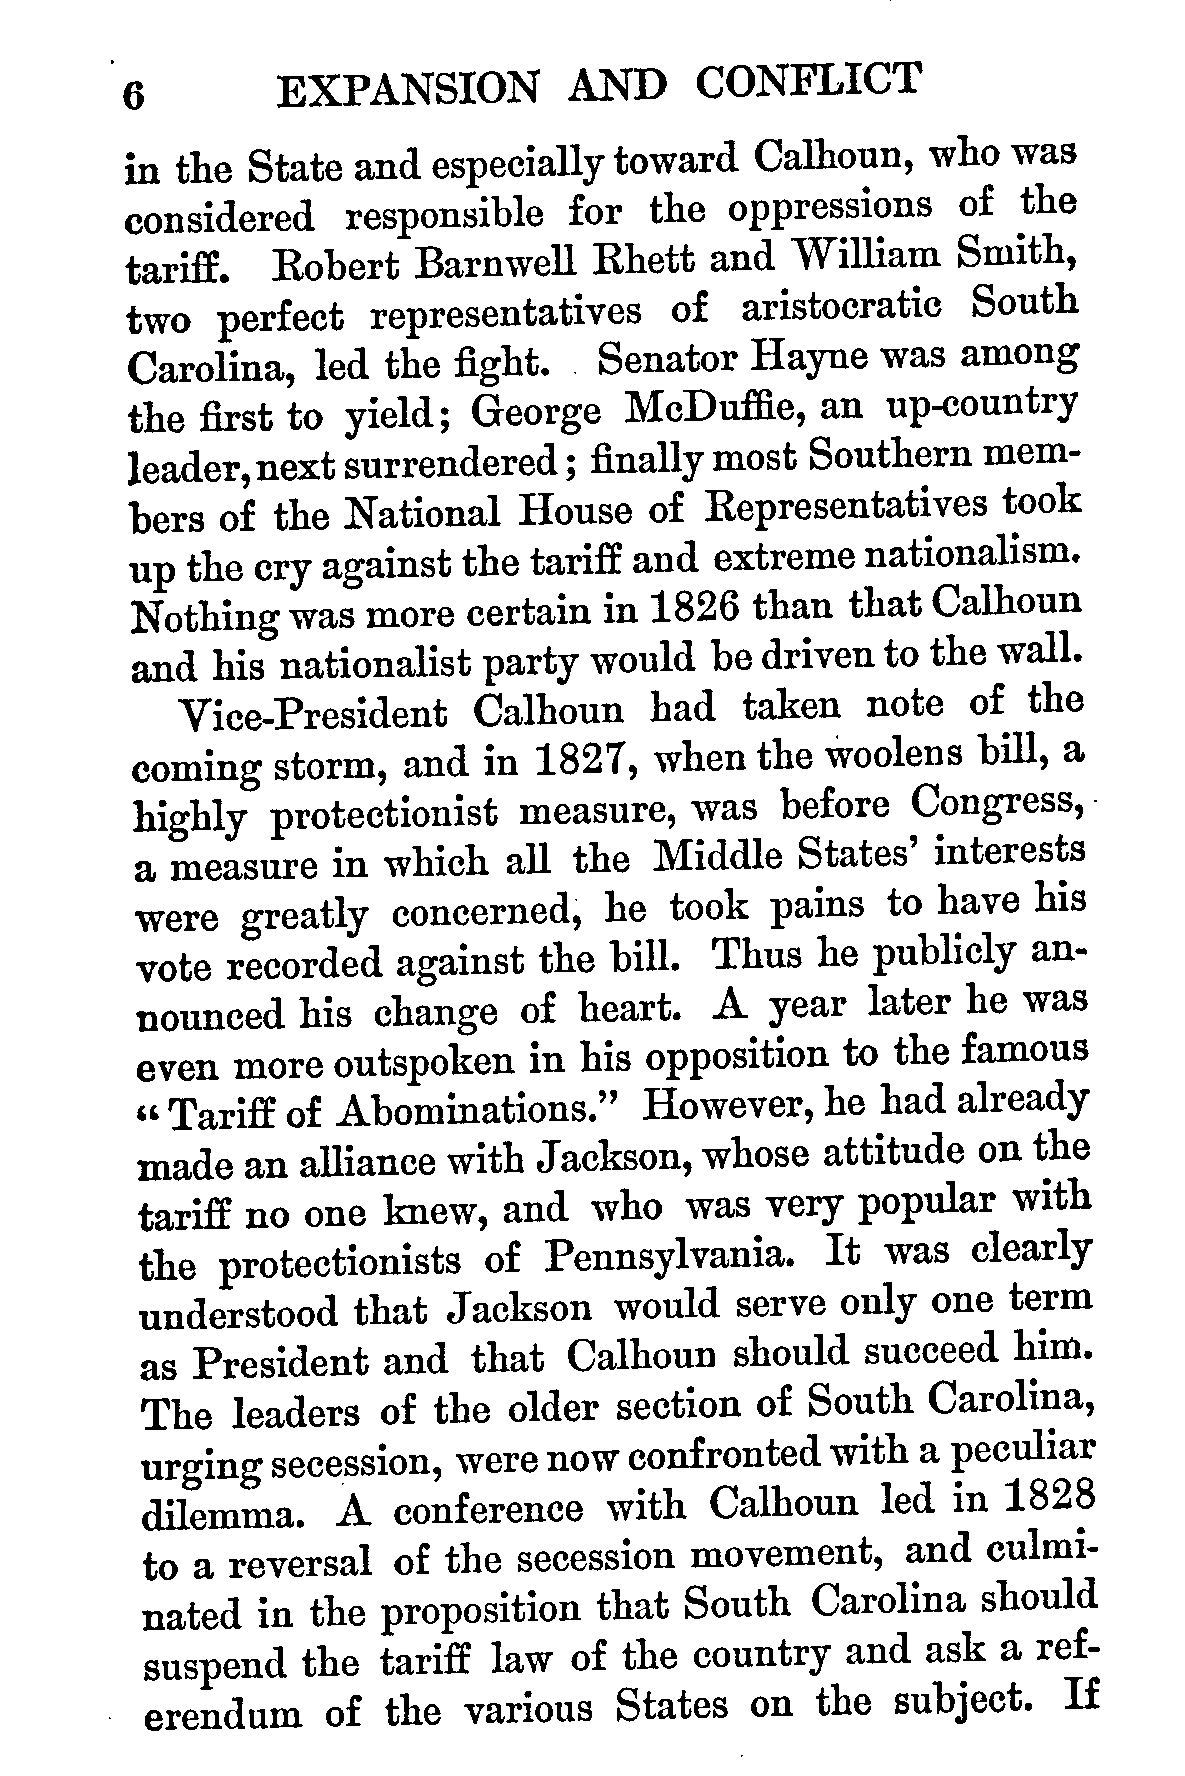 6 EXPANSION AND CONFLICT
in the State and especially toward Calhoun, who was
considered responsible for the oppressions of the
tariff. Robert Barnwell Rhett and William Smith,
two perfect representatives of aristocratic South
Carolina, led the fight. Senator Hayne was among
the first to yield; George McDuffie, an up-country
leader, next surrendered; finally most Southern mem-
bers of the National House of Representatives took
up the cry against the tariff and extreme nationalism.
Nothing was more certain in 1826 than that Calhoun
and his nationalist party would be driven to the wall.
Vice-President Calhoun had taken note of the
coming storm, and in 1827, when the woolens bill, a
highly protectionist measure, was before Congress,
a measure in which all the Middle States' interests
were greatly concerned, he took pains to have his
vote recorded against the bill. Thus he publicly an-
nounced his change of heart. A year later he was
even more outspoken in his opposition to the famous
"Tariff of Abominations." However, he had already
made an alliance with Jackson, whose attitude on the
tariff no one knew, and who was very popular with
the protectionists of Pennsylvania. It was clearly
understood that Jackson would serve only one term
as President and that Calhoun should succeed him.
The leaders of the older section of South Carolina,
urging secession, were now confronted with a peculiar
dilemma. A conference with Calhoun led in 1828
to a reversal of the secession movement, and culmi-
nated in the proposition that South Carolina should
suspend the tariff law of the country and ask a ref-
erendum of the various States on the subject. If